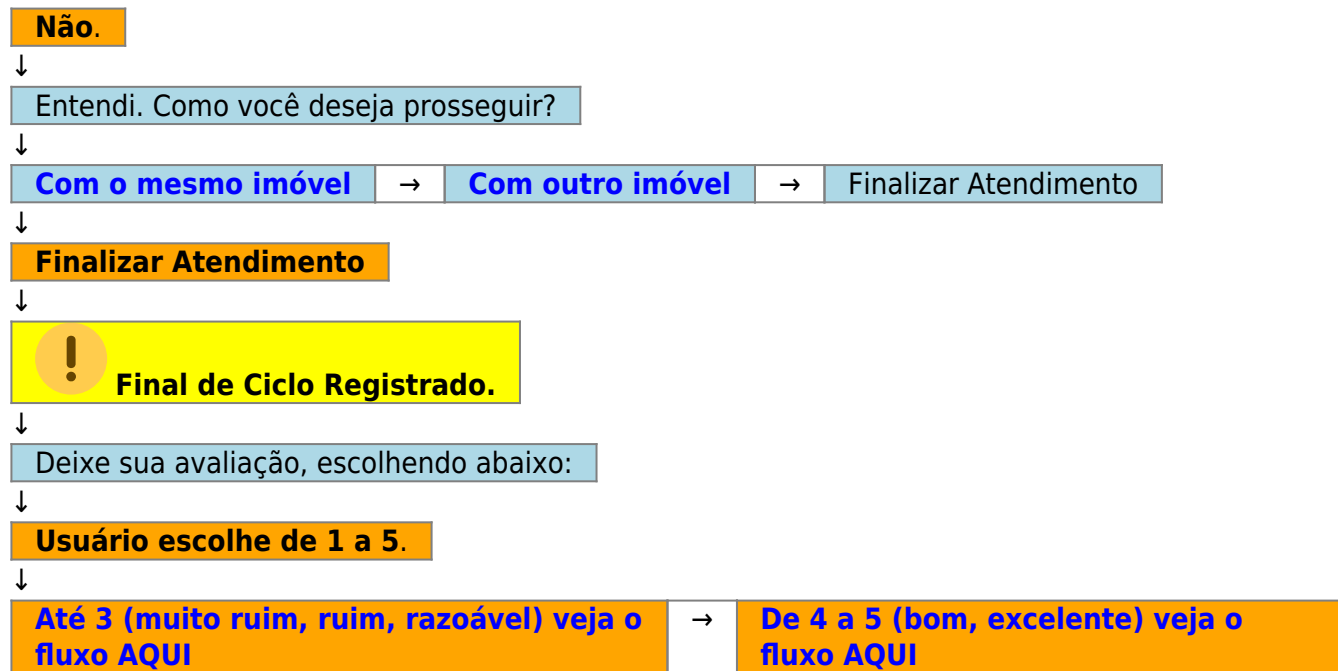 Não.
↓
Entendi. Como você deseja prosseguir?
↓
Com o mesmo imóvel → Com outro imóvel → Finalizar Atendimento
↓
Finalizar Atendimento
↓
Final de Ciclo Registrado.
↓
Deixe sua avaliação, escolhendo abaixo:
↓
Usuário escolhe de 1 a 5.
↓
Até 3 (muito ruim, ruim, razoável) veja o
fluxo AQUI
→
De 4 a 5 (bom, excelente) veja o
fluxo AQUI